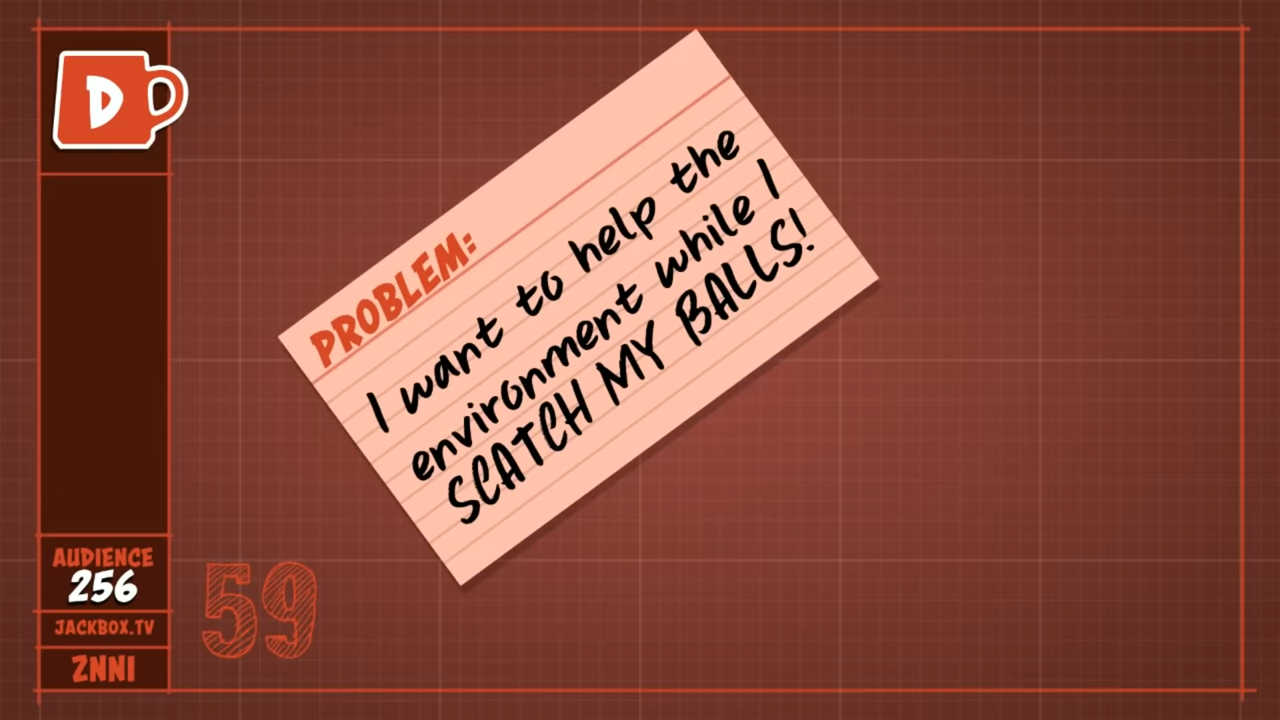 D
PROBLEM:
I want to help the
environment while I
SCATCH MY BALLS!
AUDIENCE
256
JACKBOX.TV
ZNNI
59